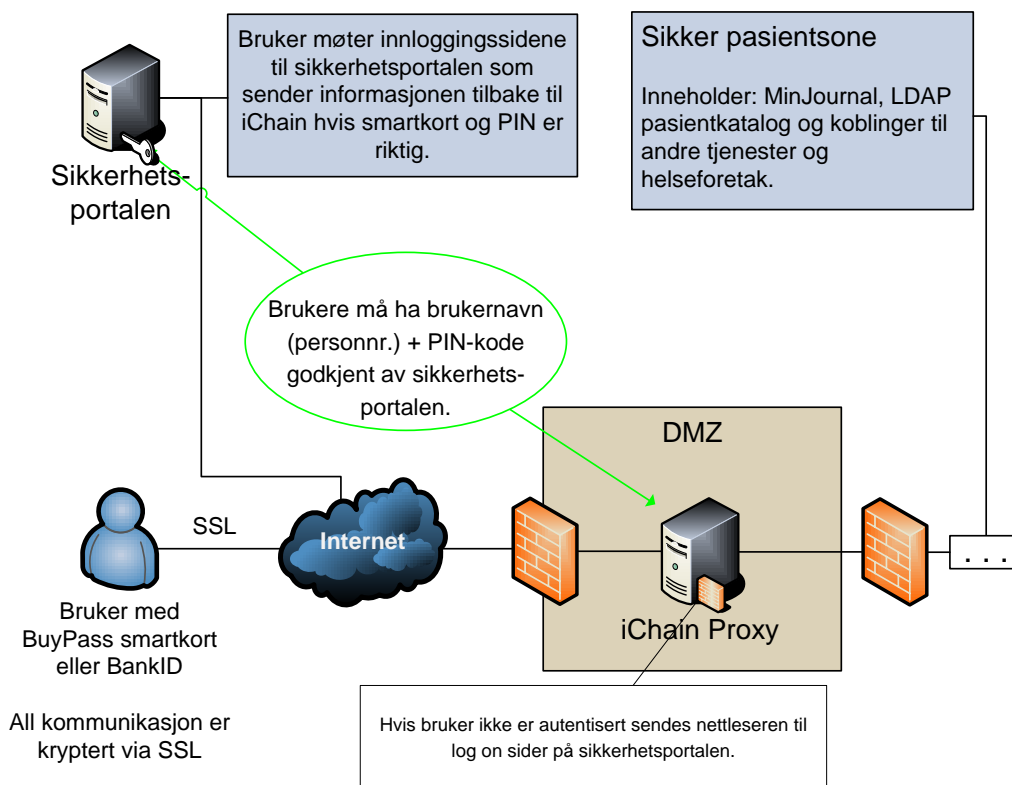 Bruker møter innloggingssidene
til sikkerhetsportalen som
sender informasjonen tilbake til
iChain hvis smartkort og PIN er
riktig.
Sikker pasientsone
Inneholder: MinJournal, LDAP
pasientkatalog og koblinger til
andre tjenester og
helseforetak.
Sikkerhets-
portalen
Brukere må ha brukernavn
(personnr.) + PIN-kode
godkjent av sikkerhets-
portalen.
DMZ
SSL
Internet
. . .
iChain Proxy
Bruker med
BuyPass smartkort
eller BankID
All kommunikasjon er
kryptert via SSL
Hvis bruker ikke er autentisert sendes nettleseren til
log on sider på sikkerhetsportalen.